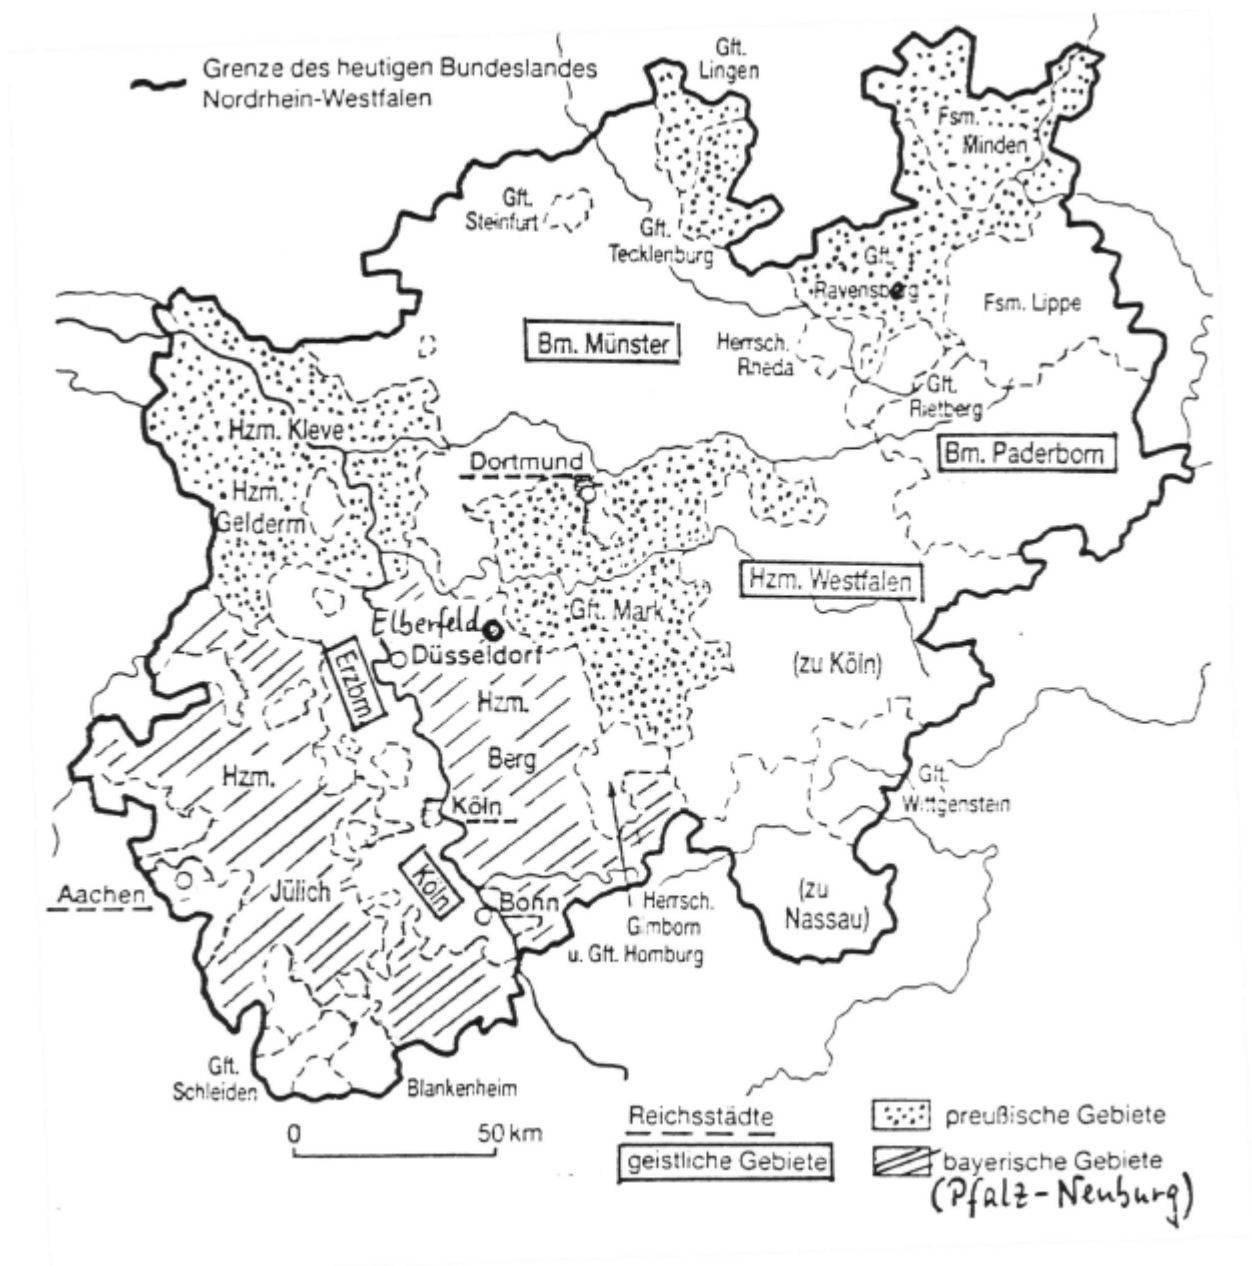 Grenze des heutigen Bundeslandes
Nordrhein-Westfalen
Gft.
Lingen
Fsm.
Minden
Gft.
Steinfurt
Gft.
Tecklenburg
Gft.
Ravensberg
Fsm. Lippe
Bm. Münster
Herrsch.
Rheda
Gft.
Rietberg
Hzm. Kleve
Bm. Paderborn
Dortmund
Hzm.
Gelderm
Hzm. Westfalen
Gft. Mark
Elberfeld
Düsseldorf
(zu Köln)
Erzbm.
Hzm.
Berg
Hzm.
Gft.
Wittgenstein
Köln
Köln
Aachen
Jülich
Bonn
Herrsch.
Gimborn
u. Gft. Homburg
(zu
Nassau)
Gft.
Schleiden
Blankenheim
0 50 km
Reichsstädte
geistliche Gebiete
preußische Gebiete
bayerische Gebiete
(Pfalz-Neuburg)